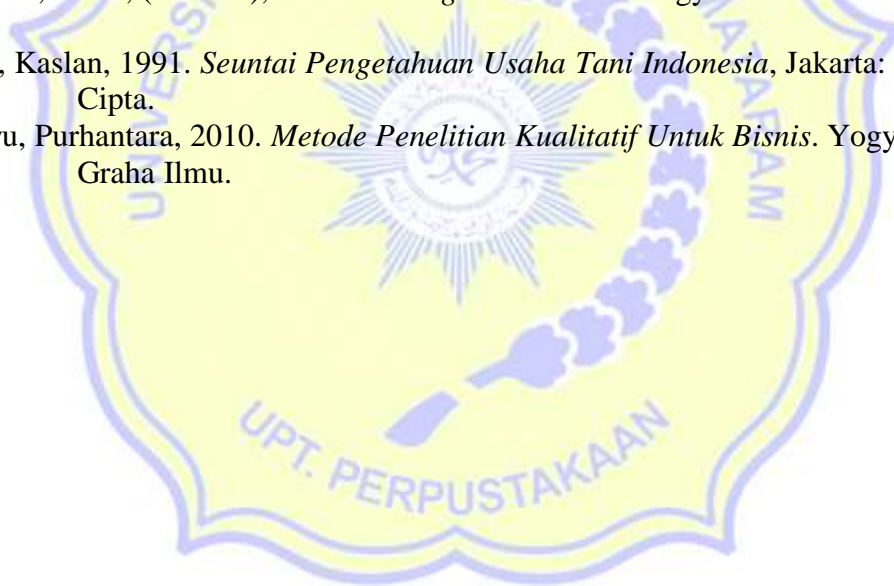 , Kaslan, 1991. Seuntai Pengetahuan Usaha Tani Indonesia, Jakarta:
Cipta.
Purhantara, 2010. Metode Penelitian Kualitatif Untuk Bisnis.
Graha Ilmu.
UPT. PERPUSTAKAAN